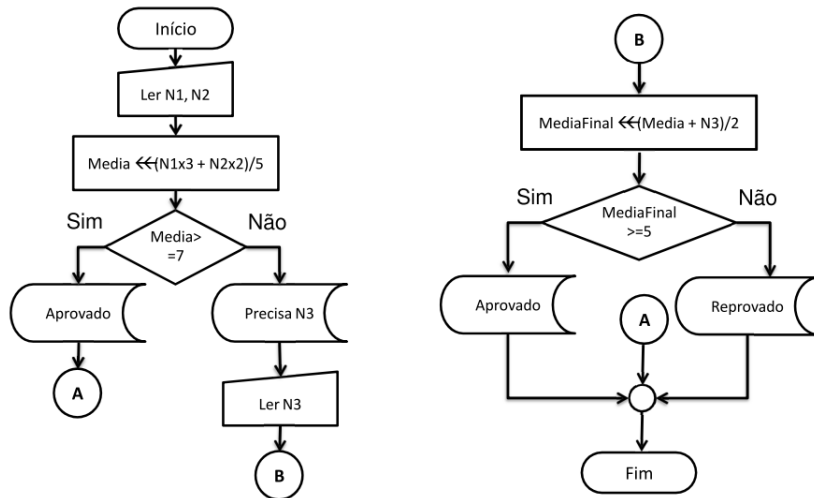 Início
Ler N1, N2
Media ⋘(N1x3 + N2x2)/5
Sim
Não
Media>
=7
Aprovado
Precisa N3
A
Ler N3
B
B
MediaFinal ⋘(Media + N3)/2
Sim
Não
MediaFinal
>=5
Aprovado
A
Reprovado
Fim